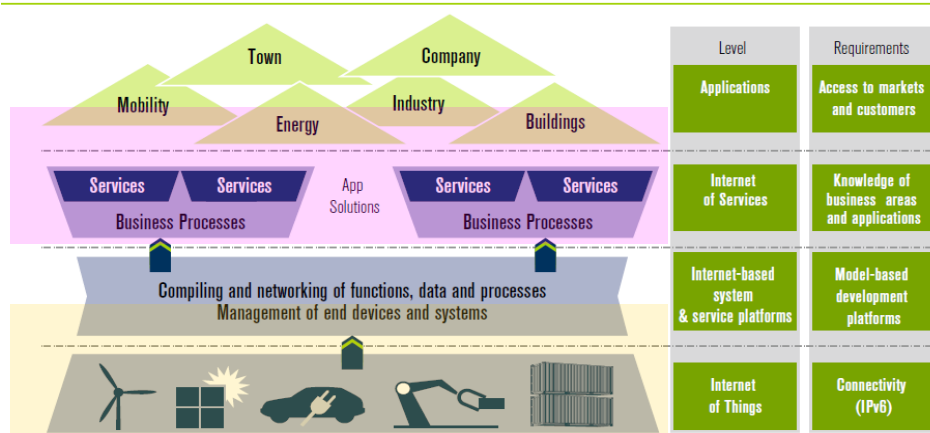 Level
Requirements
Town
Company
Mobility
Industry
Energy
Buildings
Applications
Access to markets
and customers
Services
Services
Business Processes
App
Solutions
Services
Services
Business Processes
Internet
of Services
Knowledge of
business areas
and applications
Compiling and networking of functions, data and processes
Management of end devices and systems
Internet-based
system
& service platforms
Model-based
development
platforms
Internet
of Things
Connectivity
(IPv6)